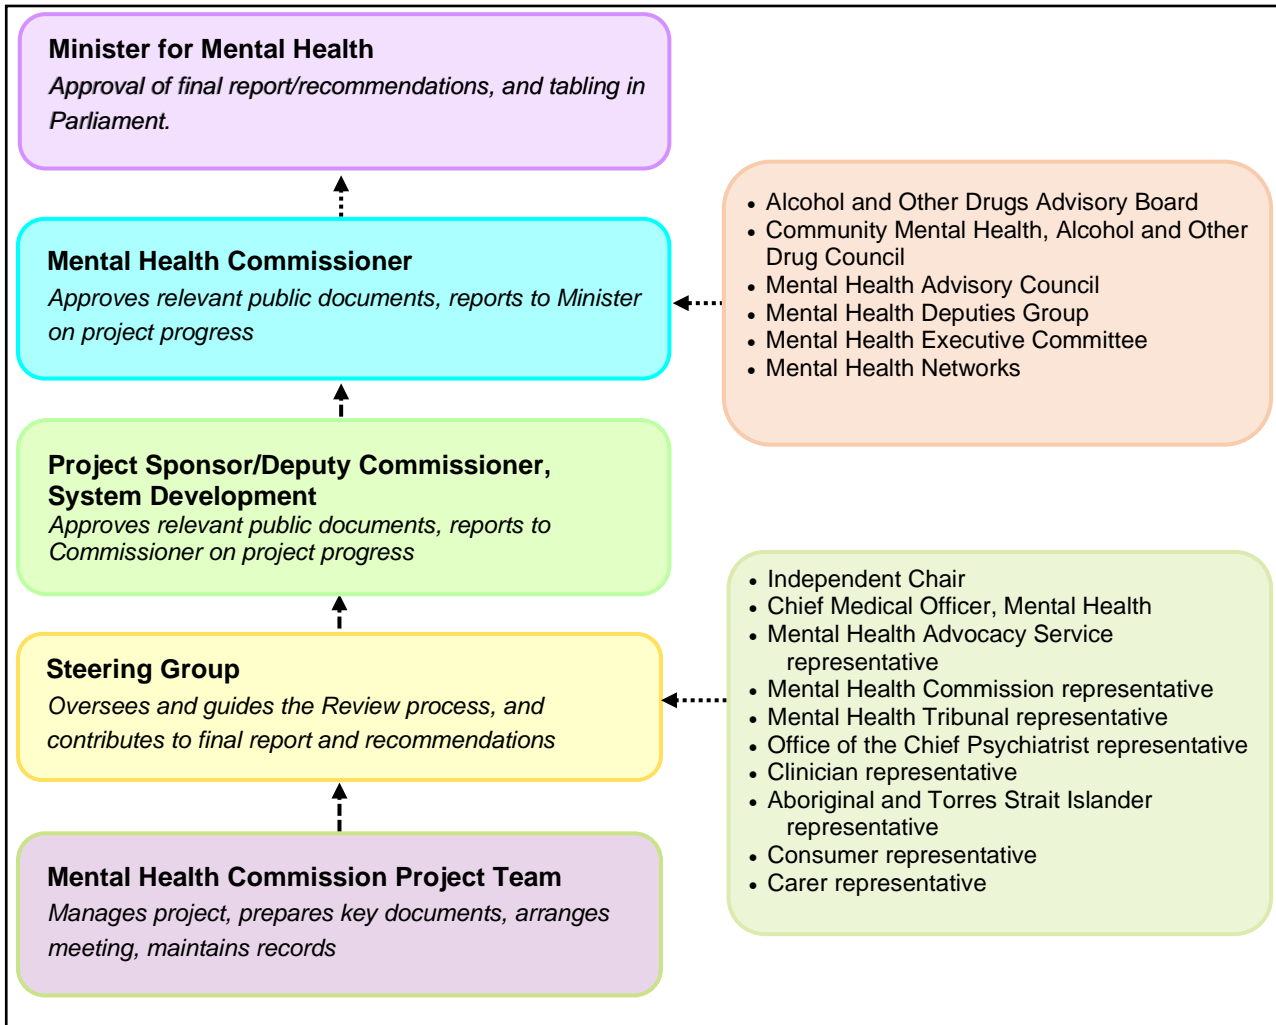 Minister for Mental Health
Approval of final report/recommendations, and tabling in
Parliament.
Mental Health Commissioner
Approves relevant public documents, reports to Minister
on project progress
• Alcohol and Other Drugs Advisory Board
• Community Mental Health, Alcohol and Other
Drug Council
• Mental Health Advisory Council
• Mental Health Deputies Group
• Mental Health Executive Committee
• Mental Health Networks
Project Sponsor/Deputy Commissioner,
System Development
Approves relevant public documents, reports to
Commissioner on project progress
Steering Group
Oversees and guides the Review process, and
contributes to final report and recommendations
• Independent Chair
• Chief Medical Officer, Mental Health
• Mental Health Advocacy Service
representative
• Mental Health Commission representative
• Mental Health Tribunal representative
• Office of the Chief Psychiatrist representative
• Clinician representative
• Aboriginal and Torres Strait Islander
representative
• Consumer representative
• Carer representative
Mental Health Commission Project Team
Manages project, prepares key documents, arranges
meeting, maintains records